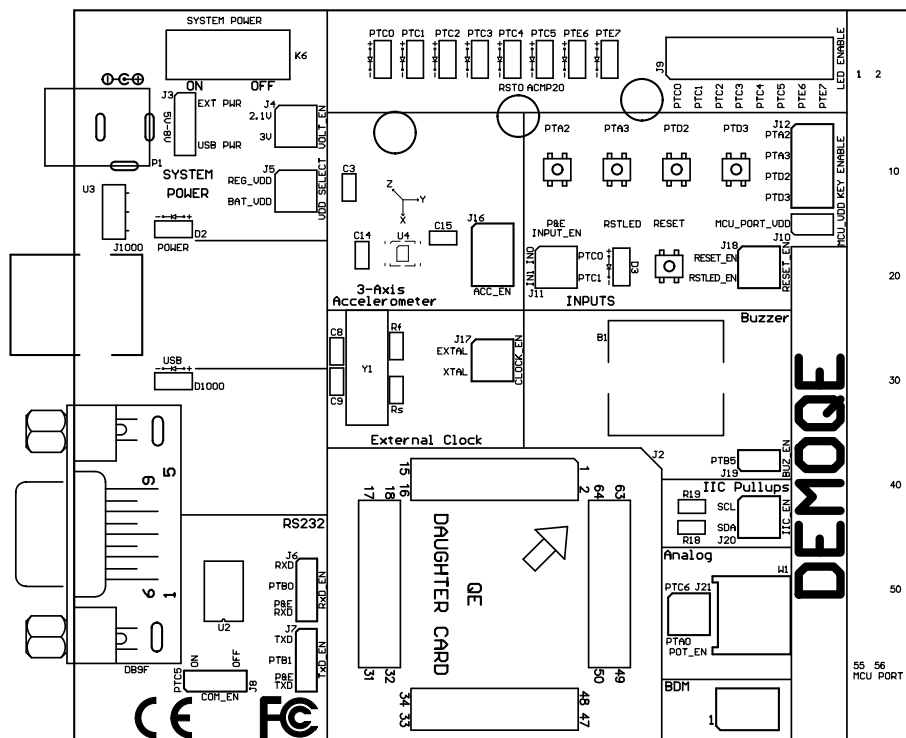 SYSTEM POWER
K6
ON OFF
PTC0 PTC1 PTC2 PTC3 PTC4 PTC5 PTE6 PTE7
RSTO ACMP2O
J9
LED ENABLE
PTC0 PTC1 PTC2 PTC3 PTC4 PTC5 PTE6 PTE7
1 2
J3
EXT PWR
5V-8V
USB PWR
P1
J4
2.1V
3V
VOLT_EN
J5
REG_VDD
BAT_VDD
VDD_SELECT
SYSTEM
POWER
U3
J1000
D2
POWER
PTA2 PTA3 PTD2 PTD3
J12
PTA2
PTA3
PTD2
PTD3
KEY ENABLE
10
C3
Z
Y
X
C14
U4
C15
J16
ACC_EN
3-Axis
Accelerometer
P&E
INPUT_EN
IN1 IN0
J11
RSTLED
PTC0
PTC1
D3
RESET
INPUTS
MCU_PORT_VDD
J10
MCU_VDD
J18
RESET_EN
RSTLED_EN
RESET_EN
20
USB
D1000
C8
C9
Y1
Rf
Rs
External Clock
J17
EXTAL
XTAL
CLOCK_EN
Buzzer
B1
PTB5
J19
BUZ_EN
30
DEMOQE
IIC Pullups
R19
R18
SCL
SDA
J20
IIC_EN
40
Analog
W1
PTC6 J21
PTA0
POT_EN
50
BDM
1
55 56
MCU PORT
J2
15
16
1
2
17 18
64 63
31 32
50 49
34
33
48
47
DAUGHTER CARD
QE
9 5
6 1
DB9F
RS232
U2
J6
RXD
PTB0
P&E
RXD
RxD_EN
J7
TXD
PTB1
P&E
TXD
TxD_EN
ON OFF
PTC5
COM_EN
J8
CE FC